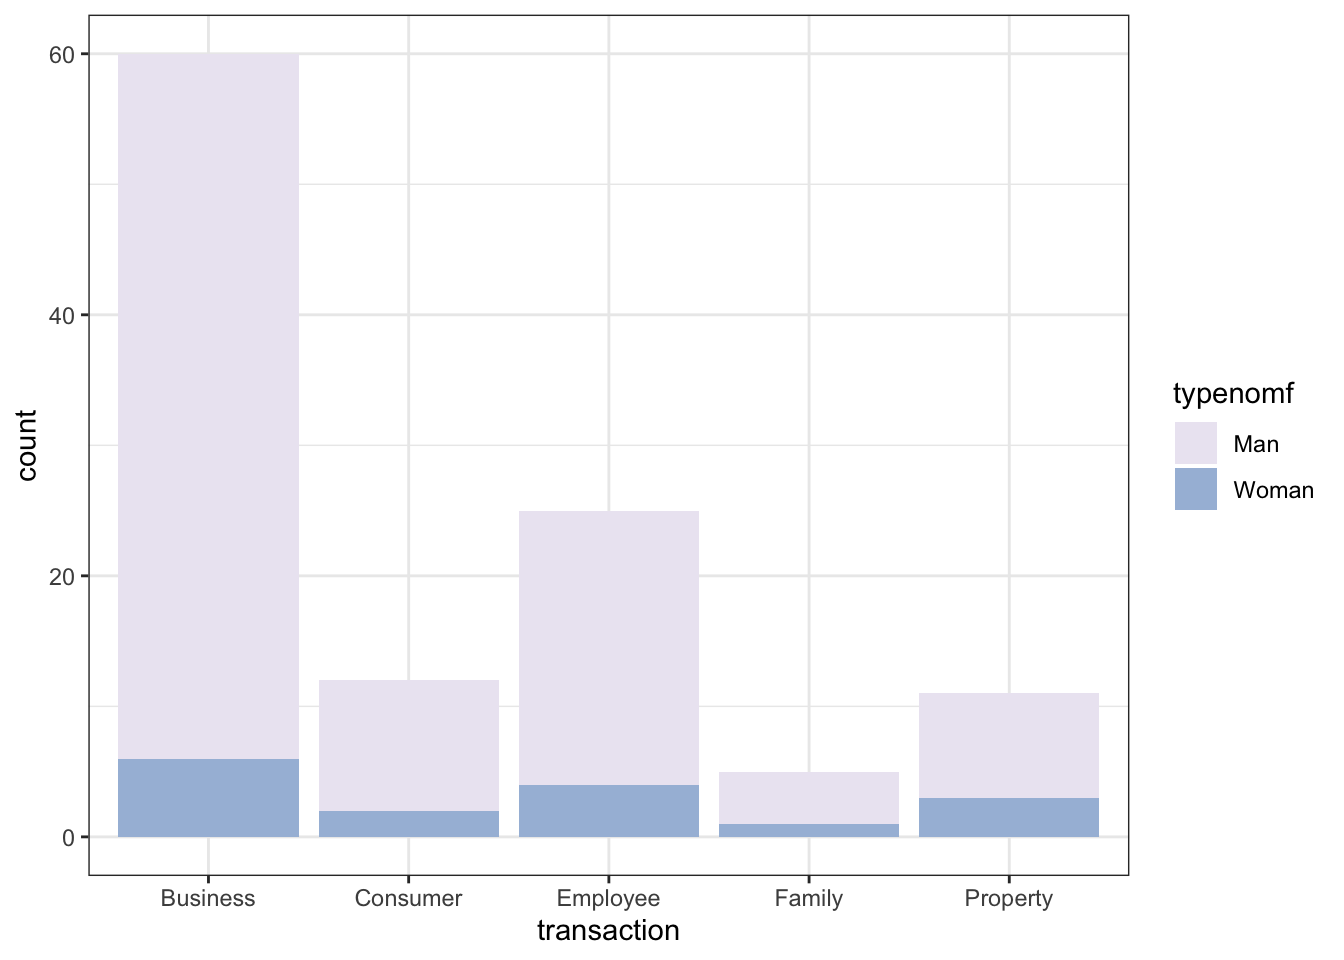 60
40
20
0
count
Business
Consumer
Employee
Family
Property
transaction
typenomf
Man
Woman